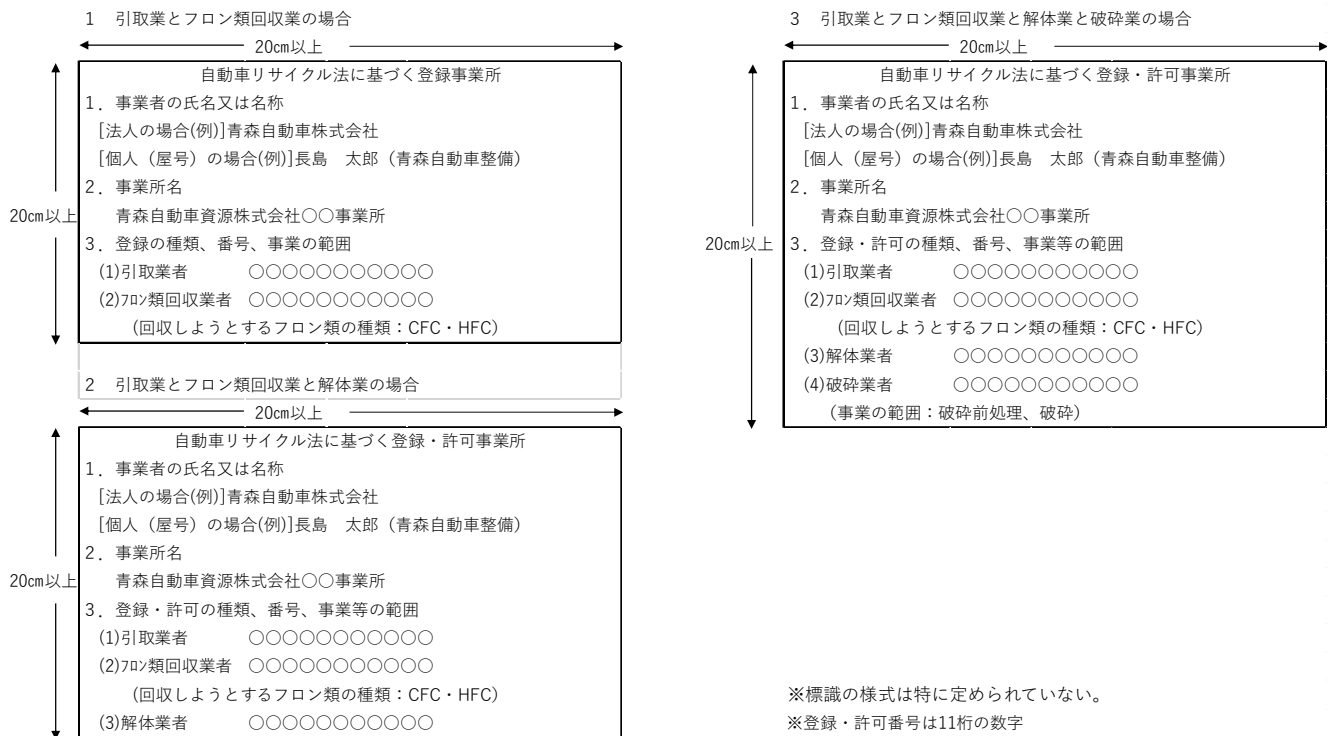 1　引取業とフロン類回収業の場合
20㎝以上
20㎝以上
自動車リサイクル法に基づく登録事業所
1．事業者の氏名又は名称
[法人の場合(例)]青森自動車株式会社
[個人（屋号）の場合(例)]長島　太郎（青森自動車整備）
2．事業所名
青森自動車資源株式会社○○事業所
3．登録の種類、番号、事業の範囲
(1)引取業者　○○○○○○○○○○○
(2)ﾌﾛﾝ類回収業者　○○○○○○○○○○○
（回収しようとするフロン類の種類：CFC・HFC）
2　引取業とフロン類回収業と解体業の場合
20㎝以上
20㎝以上
自動車リサイクル法に基づく登録・許可事業所
1．事業者の氏名又は名称
[法人の場合(例)]青森自動車株式会社
[個人（屋号）の場合(例)]長島　太郎（青森自動車整備）
2．事業所名
青森自動車資源株式会社○○事業所
3．登録・許可の種類、番号、事業等の範囲
(1)引取業者　○○○○○○○○○○○
(2)ﾌﾛﾝ類回収業者　○○○○○○○○○○○
（回収しようとするフロン類の種類：CFC・HFC）
(3)解体業者　○○○○○○○○○○○
3　引取業とフロン類回収業と解体業と破砕業の場合
20㎝以上
20㎝以上
自動車リサイクル法に基づく登録・許可事業所
1．事業者の氏名又は名称
[法人の場合(例)]青森自動車株式会社
[個人（屋号）の場合(例)]長島　太郎（青森自動車整備）
2．事業所名
青森自動車資源株式会社○○事業所
3．登録・許可の種類、番号、事業等の範囲
(1)引取業者　○○○○○○○○○○○
(2)ﾌﾛﾝ類回収業者　○○○○○○○○○○○
（回収しようとするフロン類の種類：CFC・HFC）
(3)解体業者　○○○○○○○○○○○
(4)破砕業者　○○○○○○○○○○○
（事業の範囲：破砕前処理、破砕）
※標識の様式は特に定められていない。
※登録・許可番号は11桁の数字